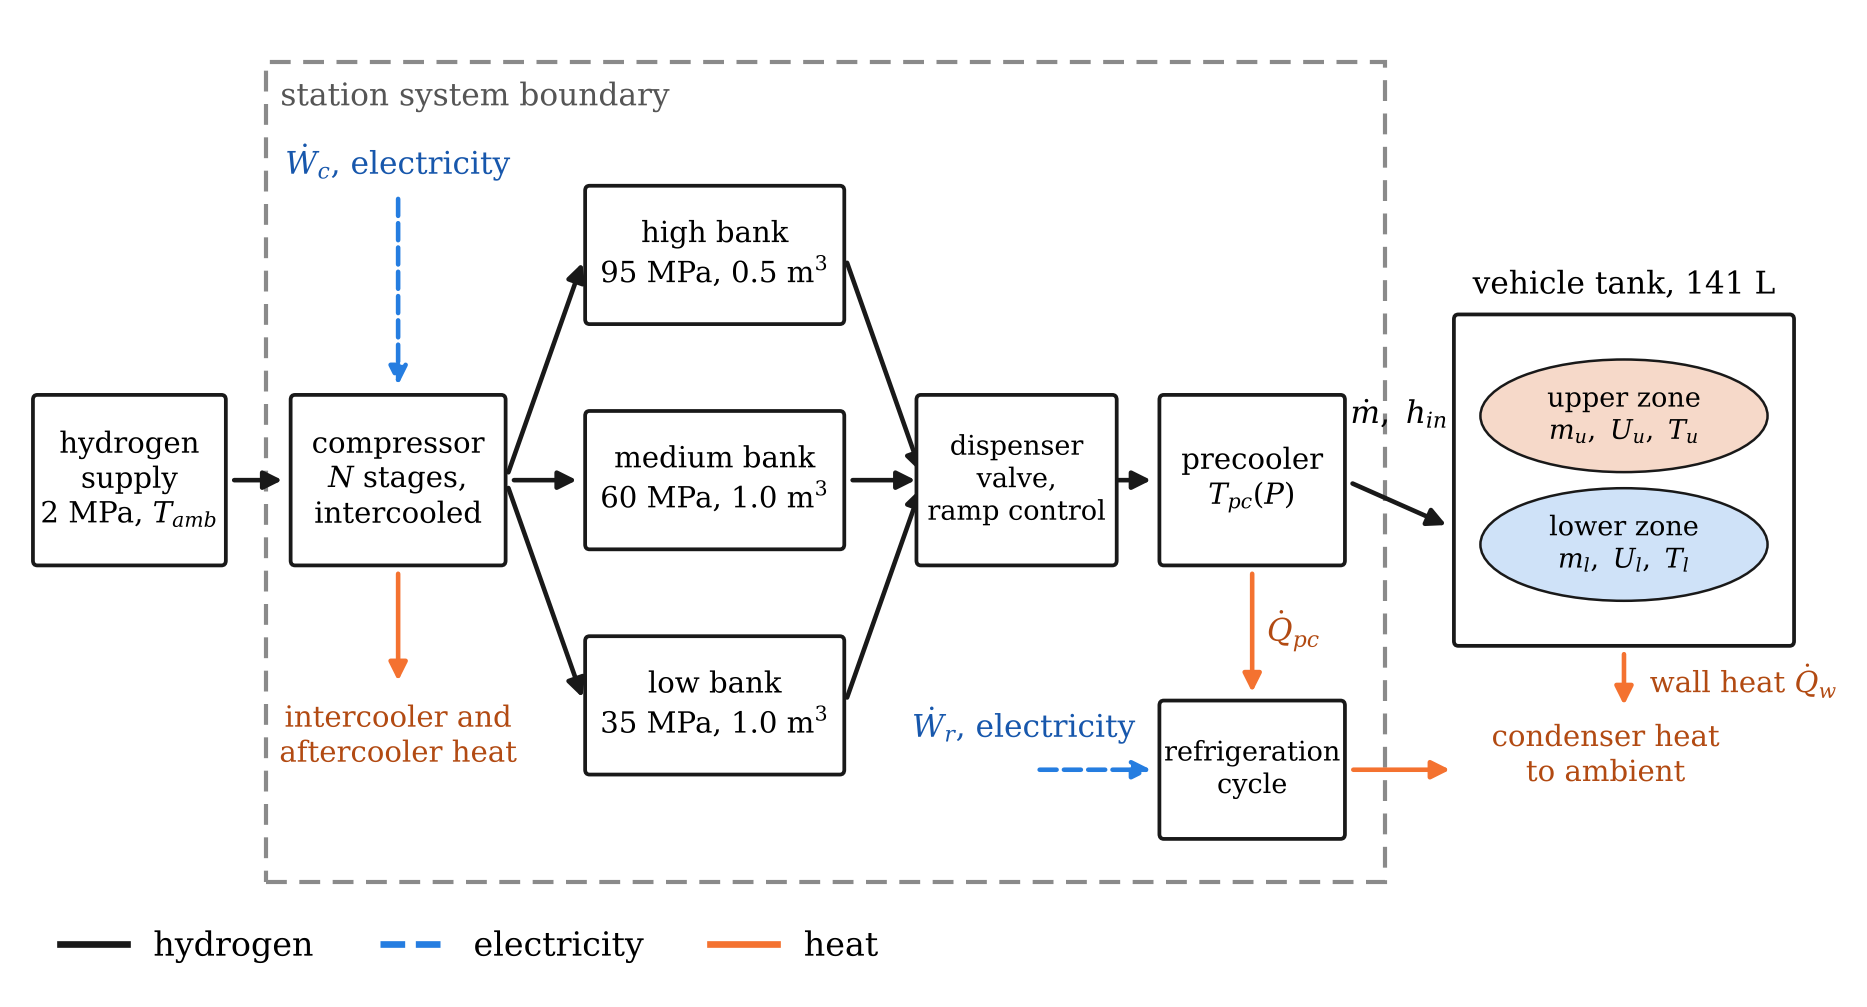 station system boundary
Ẇc, electricity
high bank
95 MPa, 0.5 m³
vehicle tank, 141 L
hydrogen
supply
2 MPa, Tamb
compressor
N stages,
intercooled
medium bank
60 MPa, 1.0 m³
dispenser
valve,
ramp control
precooler
Tpc(P)
ṁ, hin
upper zone
mu, Uu, Tu
lower zone
ml, Ul, Tl
Q̇pc
wall heat Q̇w
low bank
35 MPa, 1.0 m³
intercooler and
aftercooler heat
Ẇr, electricity
refrigeration
cycle
condenser heat
to ambient
hydrogen
electricity
heat